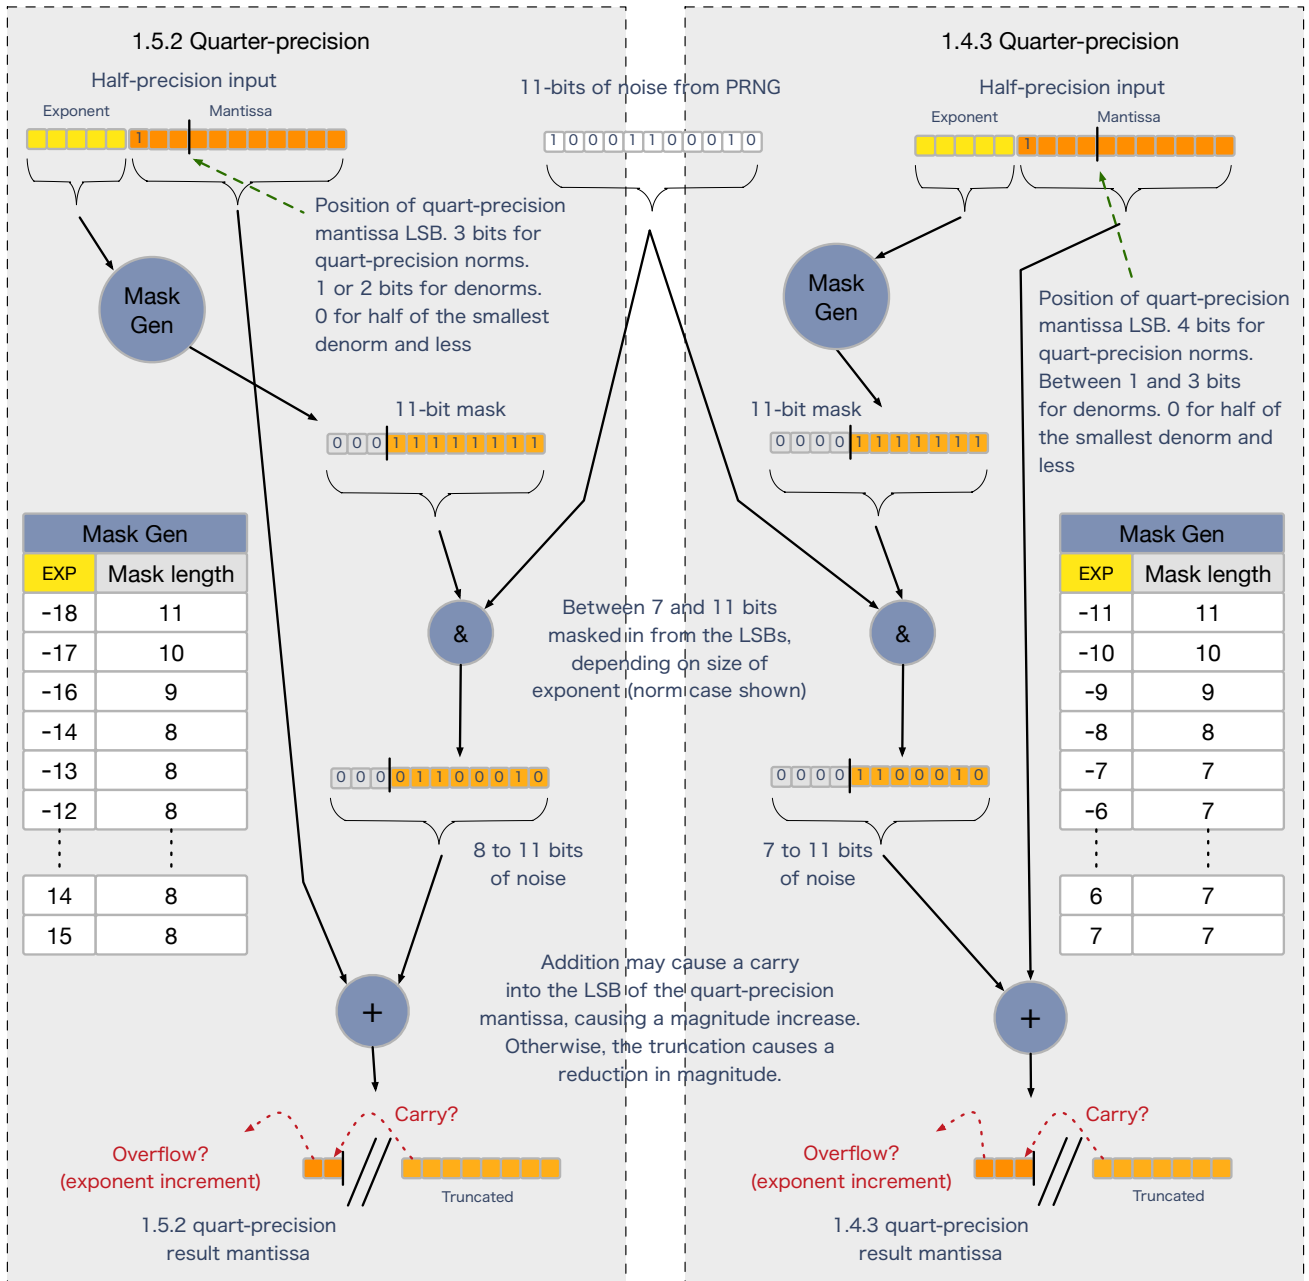 1.5.2 Quarter-precision
Half-precision input
Exponent
Mantissa
1
Position of quart-precision
mantissa LSB. 3 bits for
quart-precision norms.
1 or 2 bits for denorms.
0 for half of the smallest
denorm and less
Mask
Gen
11-bit mask
0 0 0 1 1 1 1 1 1 1 1
Mask Gen
EXP Mask length
-18 11
-17 10
-16 9
-14 8
-13 8
-12 8
14 8
15 8
&
0 0 0 0 1 1 0 0 0 1 0
8 to 11 bits
of noise
+
Carry?
Overflow?
(exponent increment)
Truncated
1.5.2 quart-precision
result mantissa
11-bits of noise from PRNG
1 0 0 0 1 1 0 0 0 1 0
Between 7 and 11 bits
masked in from the LSBs,
depending on size of
exponent (norm case shown)
Addition may cause a carry
into the LSB of the quart-precision
mantissa, causing a magnitude increase.
Otherwise, the truncation causes a
reduction in magnitude.
1.4.3 Quarter-precision
Half-precision input
Exponent
Mantissa
1
Mask
Gen
Position of quart-precision
mantissa LSB. 4 bits for
quart-precision norms.
Between 1 and 3 bits
for denorms. 0 for half of
the smallest denorm and
less
11-bit mask
0 0 0 0 1 1 1 1 1 1 1
Mask Gen
EXP Mask length
-11 11
-10 10
-9 9
-8 8
-7 7
-6 7
6 7
7 7
&
0 0 0 0 1 1 0 0 0 1 0
7 to 11 bits
of noise
+
Carry?
Overflow?
(exponent increment)
Truncated
1.4.3 quart-precision
result mantissa